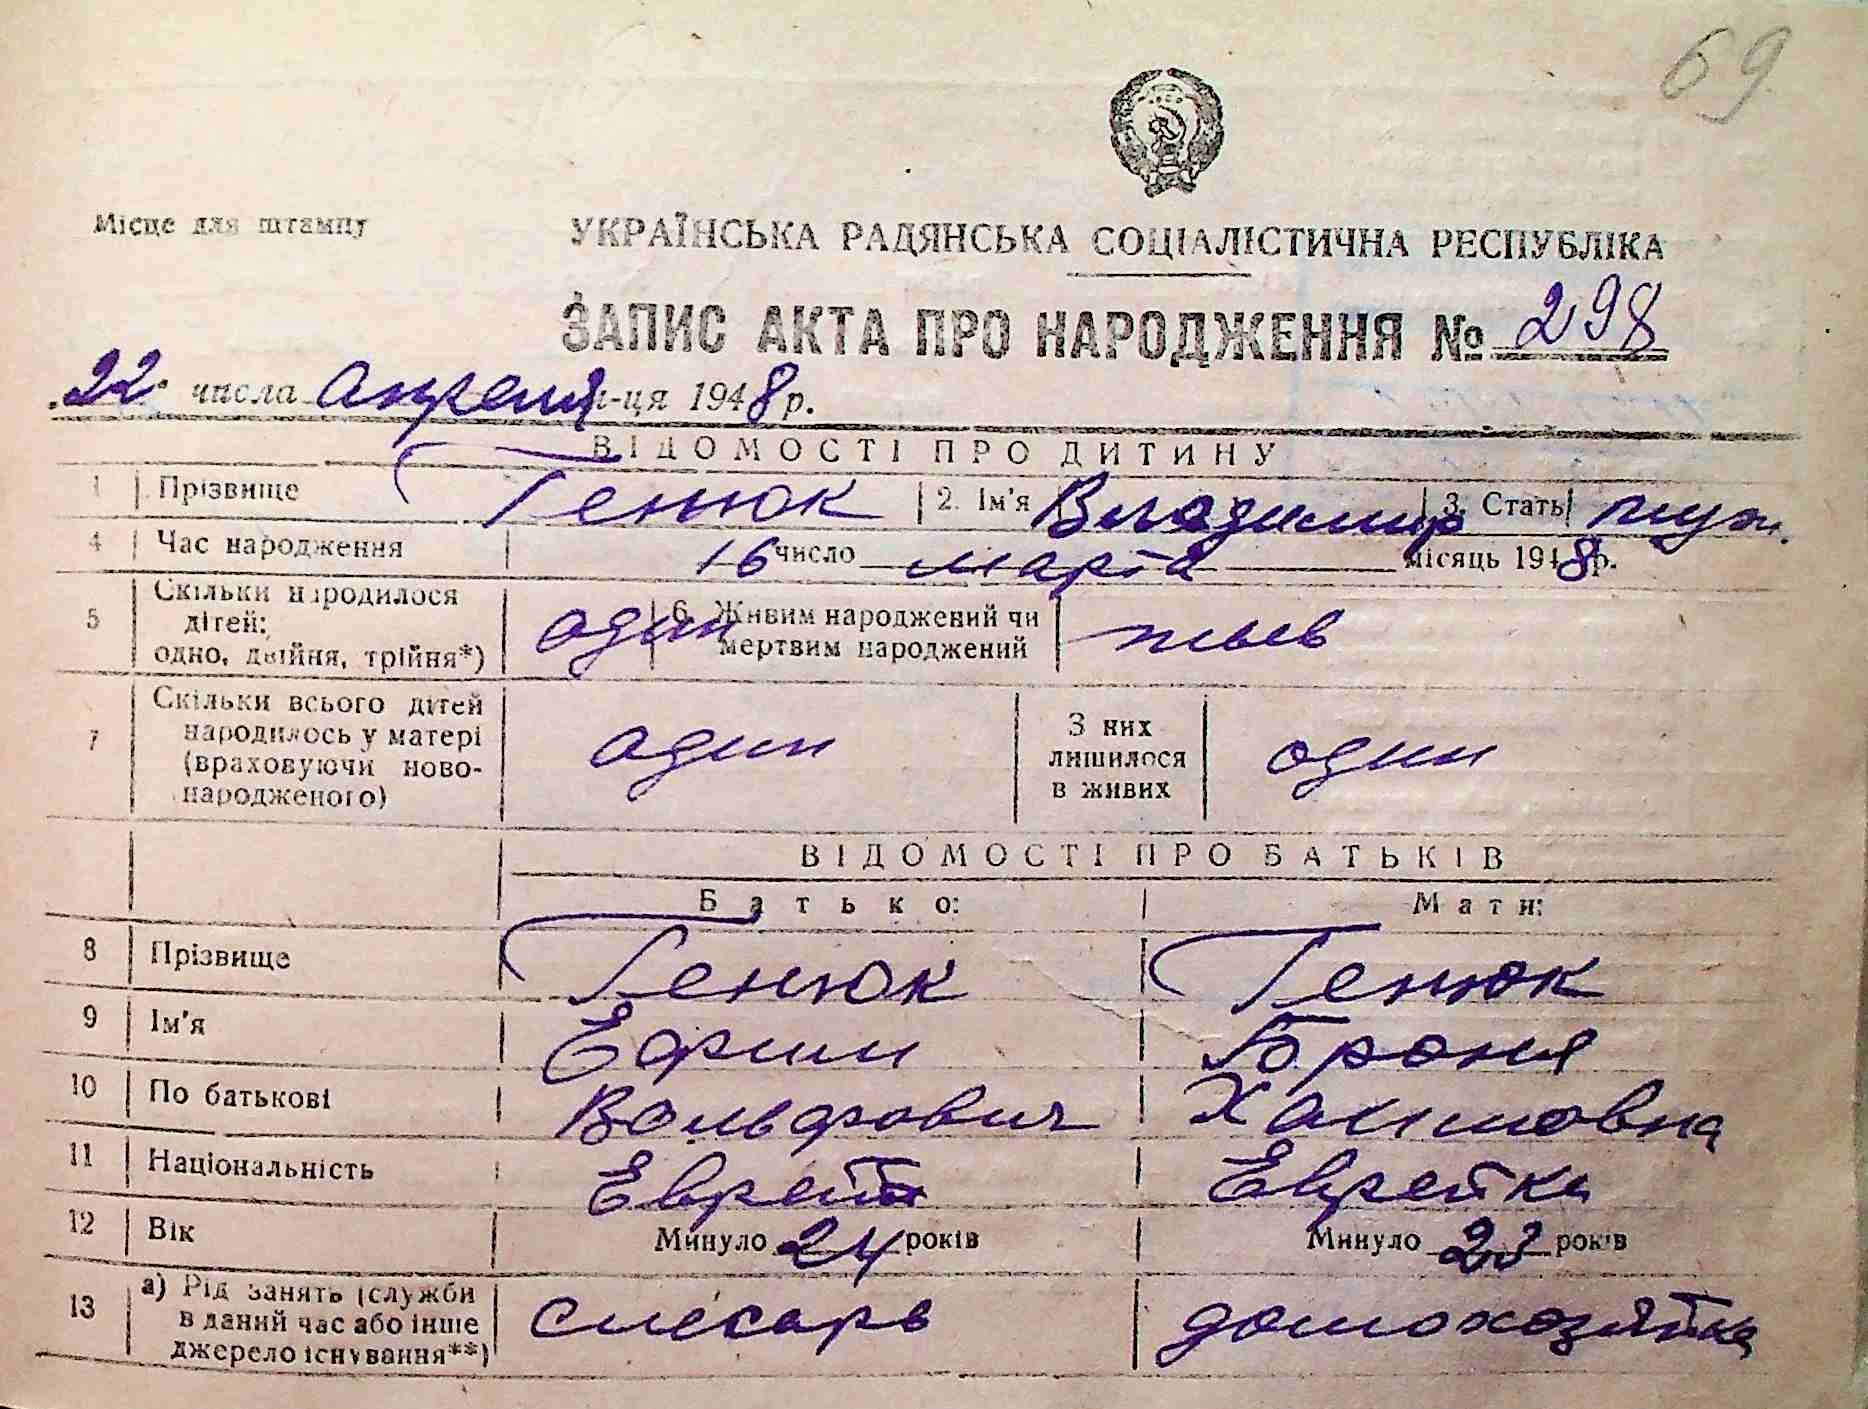 69
Місце для штампу
УКРАЇНСЬКА РАДЯНСЬКА СОЦІАЛІСТИЧНА РЕСПУБЛІКА
ЗАПИС АКТА ПРО НАРОДЖЕННЯ № 298
22 числа апреля м-ця 1948 р.
ВІДОМОСТІ ПРО ДИТИНУ
1 Прізвище Генюк 2. Ім'я Владимир 3. Стать муж.
4 Час народження 16 число марта місяць 1948 р.
5 Скільки народилося дітей: одно, двійня, трійня*) один 6. Живим народжений чи мертвим народжений жив. 
7 Скільки всього дітей народилось у матері (враховуючи новонародженого) один З них лишилося в живих один
ВІДОМОСТІ ПРО БАТЬКІВ
Батько: Мати:
8 Прізвище Генюк Генюк
9 Ім'я Ефим Броня
10 По батькові Вольфович Хаимовна
11 Національність Еврей Еврейка
12 Вік Минуло 24 років Минуло 23 років
13 а) Рід занять (служби в даний час або інше джерело існування**) слесарь домохозяйка